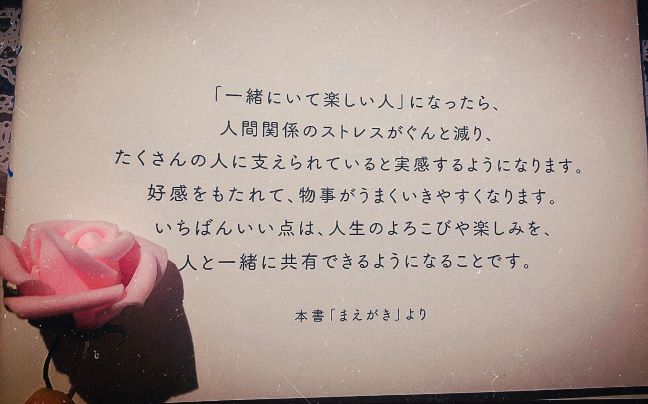 「一緒にいて楽しい人」になったら、
人間関係のストレスがぐんと減り、
たくさんの人に支えられていると実感するようになります。
好感をもたれて、物事がうまくいきやすくなります。
いちばんいい点は、人生のよろこびや楽しみを、
人と一緒に共有できるようになることです。
本書「まえがき」より